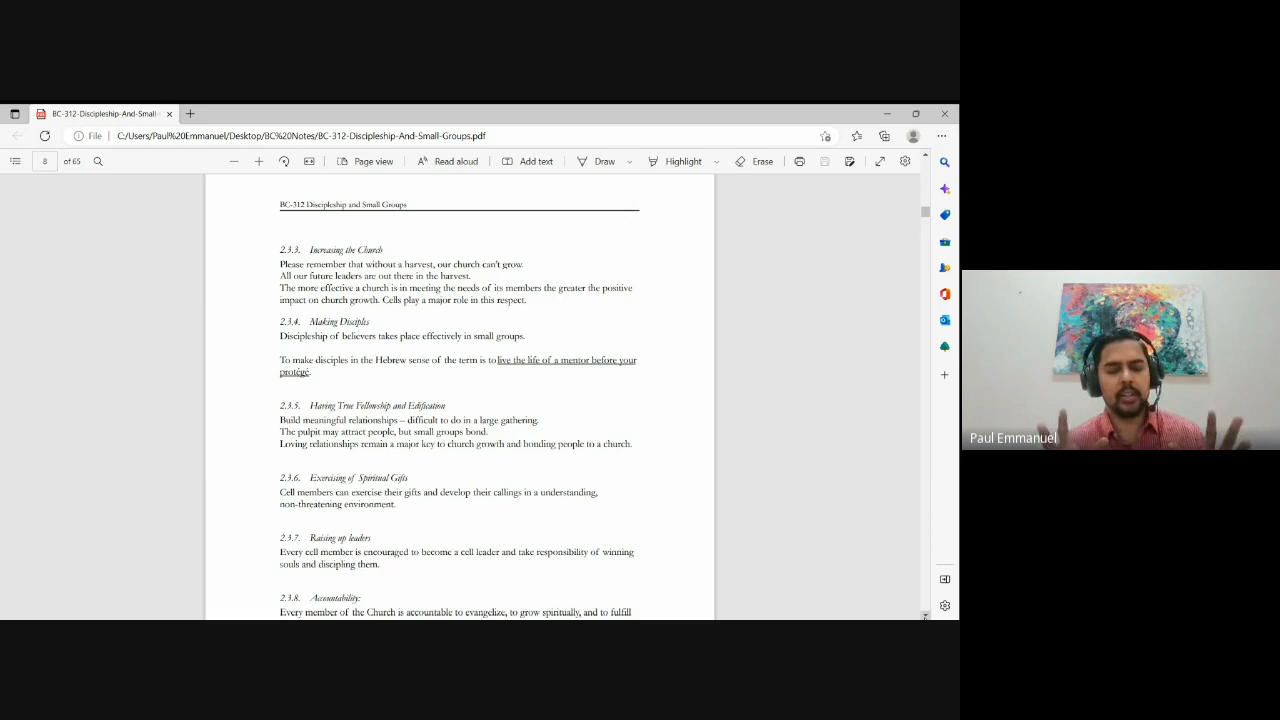 BC-312-Discipleship-And-Small-
File
C:/Users/Paul%20Emmanuel/Desktop/BC%20Notes/BC-312-Discipleship-And-Small-Groups.pdf
8 of 65
Page view
Read aloud
Add text
Draw
Highlight
Erase
BC-312 Discipleship and Small Groups
2.3.3. Increasing the Church
Please remember that without a harvest, our church can't grow.
All our future leaders are out there in the harvest.
The more effective a church is in meeting the needs of its members the greater the positive
impact on church growth. Cells play a major role in this respect.
2.3.4. Making Disciples
Discipleship of believers takes place effectively in small groups.
To make disciples in the Hebrew sense of the term is to live the life of a mentor before your
protégé.
2.3.5. Having True Fellowship and Edification
Build meaningful relationships – difficult to do in a large gathering.
The pulpit may attract people, but small groups bond.
Loving relationships remain a major key to church growth and bonding people to a church.
2.3.6. Exercising of Spiritual Gifts
Cell members can exercise their gifts and develop their callings in a understanding,
non-threatening environment.
2.3.7. Raising up leaders
Every cell member is encouraged to become a cell leader and take responsibility of winning
souls and discipling them.
2.3.8. Accountability:
Every member of the Church is accountable to evangelize, to grow spiritually, and to fulfill
Paul Emmanuel